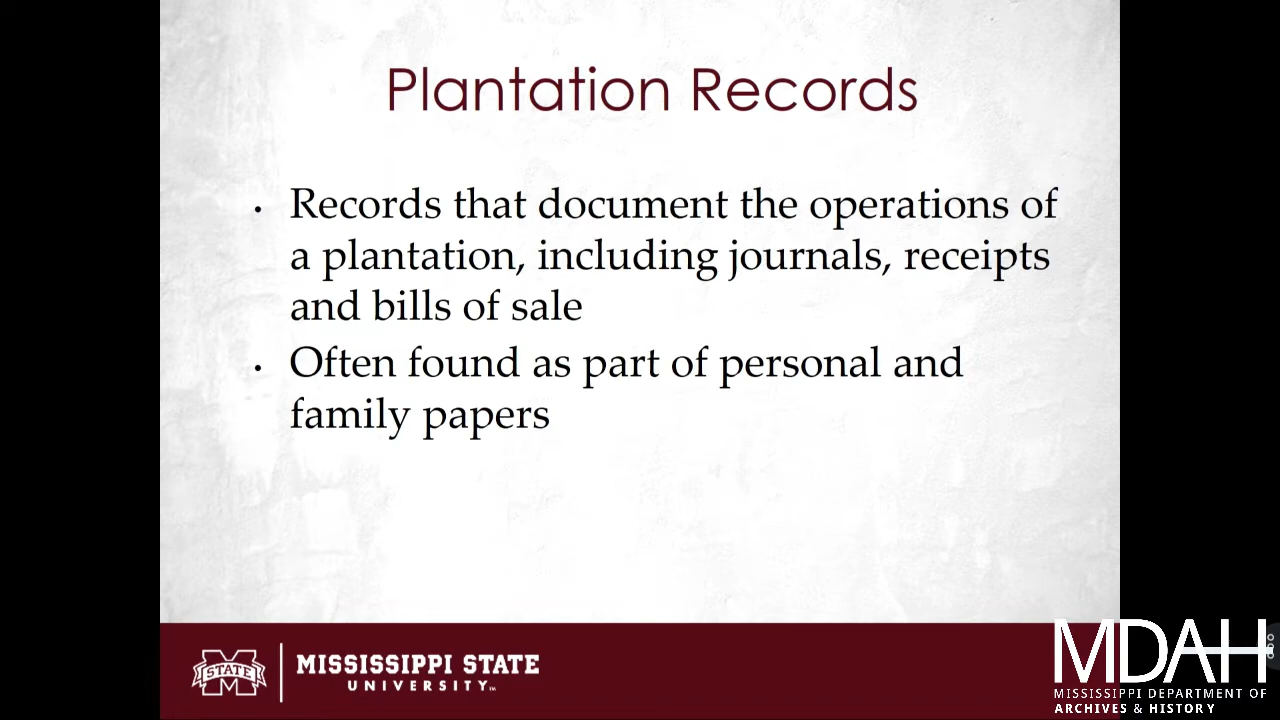 Plantation Records
• Records that document the operations of
a plantation, including journals, receipts
and bills of sale
• Often found as part of personal and
family papers
STATE
MISSISSIPPI STATE
UNIVERSITY™
MDAH
MISSISSIPPI DEPARTMENT OF
ARCHIVES & HISTORY